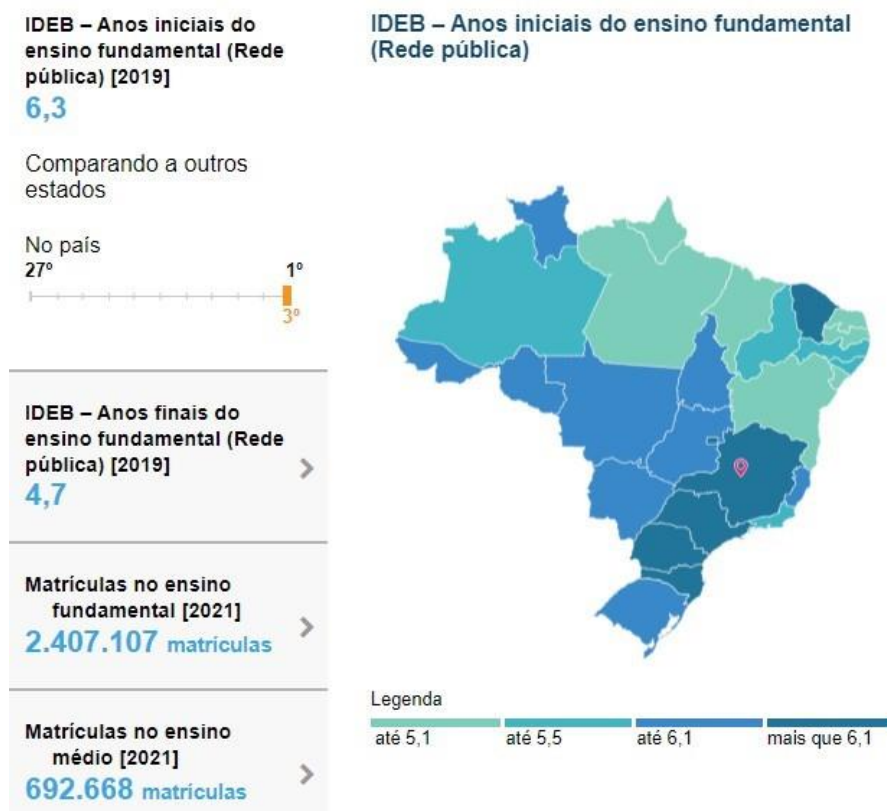 IDEB – Anos iniciais do
ensino fundamental (Rede
pública) [2019]
6,3
Comparando a outros
estados
No país
27º
1º
3º
IDEB – Anos finais do
ensino fundamental (Rede
pública) [2019]
4,7
Matrículas no ensino
fundamental [2021]
2.407.107 matrículas
Matrículas no ensino
médio [2021]
692.668 matrículas
IDEB – Anos iniciais do ensino fundamental
(Rede pública)
Legenda
até 5,1
até 5,5
até 6,1
mais que 6,1